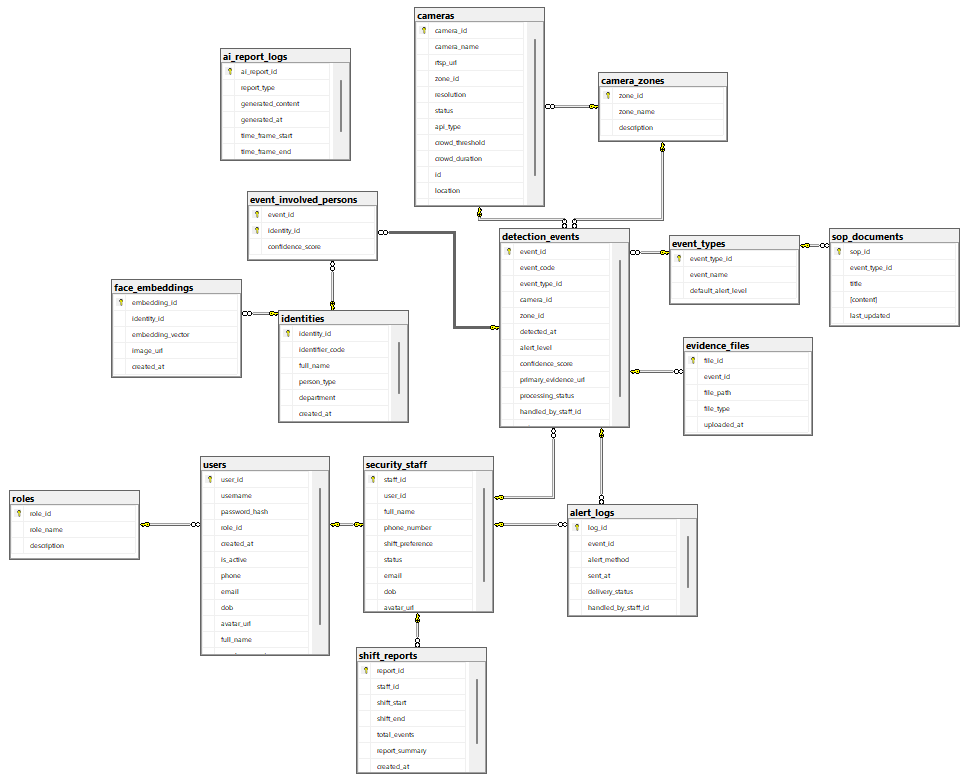 cameras
camera_id
camera_name
rtsp_url
zone_id
resolution
status
api_type
crowd_threshold
crowd_duration
id
location
ai_report_logs
ai_report_id
report_type
generated_content
generated_at
time_frame_start
time_frame_end
camera_zones
zone_id
zone_name
description
event_involved_persons
event_id
identity_id
confidence_score
detection_events
event_id
event_code
event_type_id
camera_id
zone_id
detected_at
alert_level
confidence_score
primary_evidence_url
processing_status
handled_by_staff_id
event_types
event_type_id
event_name
default_alert_level
sop_documents
sop_id
event_type_id
title
[content]
last_updated
face_embeddings
embedding_id
identity_id
embedding_vector
image_url
created_at
identities
identity_id
identifier_code
full_name
person_type
department
created_at
evidence_files
file_id
event_id
file_path
file_type
uploaded_at
users
user_id
username
password_hash
role_id
created_at
is_active
phone
email
dob
avatar_url
full_name
security_staff
staff_id
user_id
full_name
phone_number
shift_preference
status
email
dob
avatar_url
roles
role_id
role_name
description
alert_logs
log_id
event_id
alert_method
sent_at
delivery_status
handled_by_staff_id
shift_reports
report_id
staff_id
shift_start
shift_end
total_events
report_summary
created_at